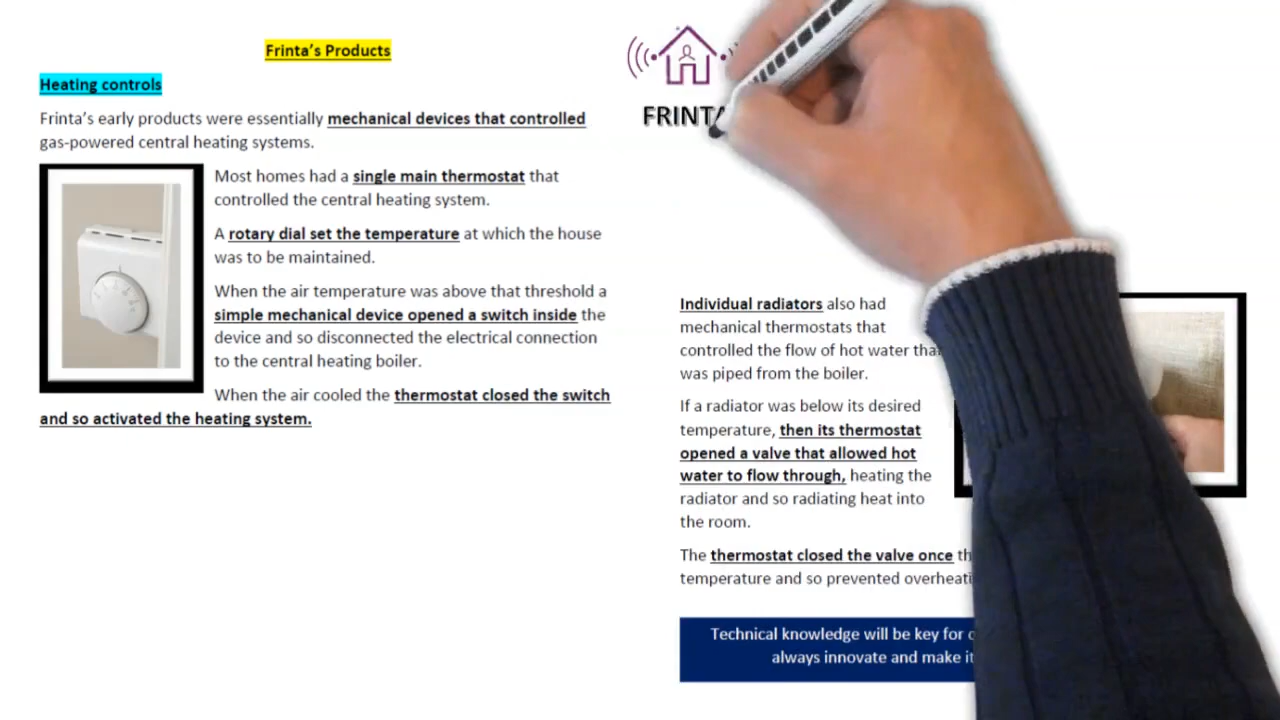 Frinta's Products
Heating controls
Frinta's early products were essentially mechanical devices that controlled
gas-powered central heating systems.
Most homes had a single main thermostat that
controlled the central heating system.
A rotary dial set the temperature at which the house
was to be maintained.
When the air temperature was above that threshold a
simple mechanical device opened a switch inside the
device and so disconnected the electrical connection
to the central heating boiler.
When the air cooled the thermostat closed the switch
and so activated the heating system.
FRINTA
Individual radiators also had
mechanical thermostats that
controlled the flow of hot water that
was piped from the boiler.
If a radiator was below its desired
temperature, then its thermostat
opened a valve that allowed hot
water to flow through, heating the
radiator and so radiating heat into
the room.
The thermostat closed the valve once
temperature and so prevented
Technical knowledge will be key for
always innovate and make